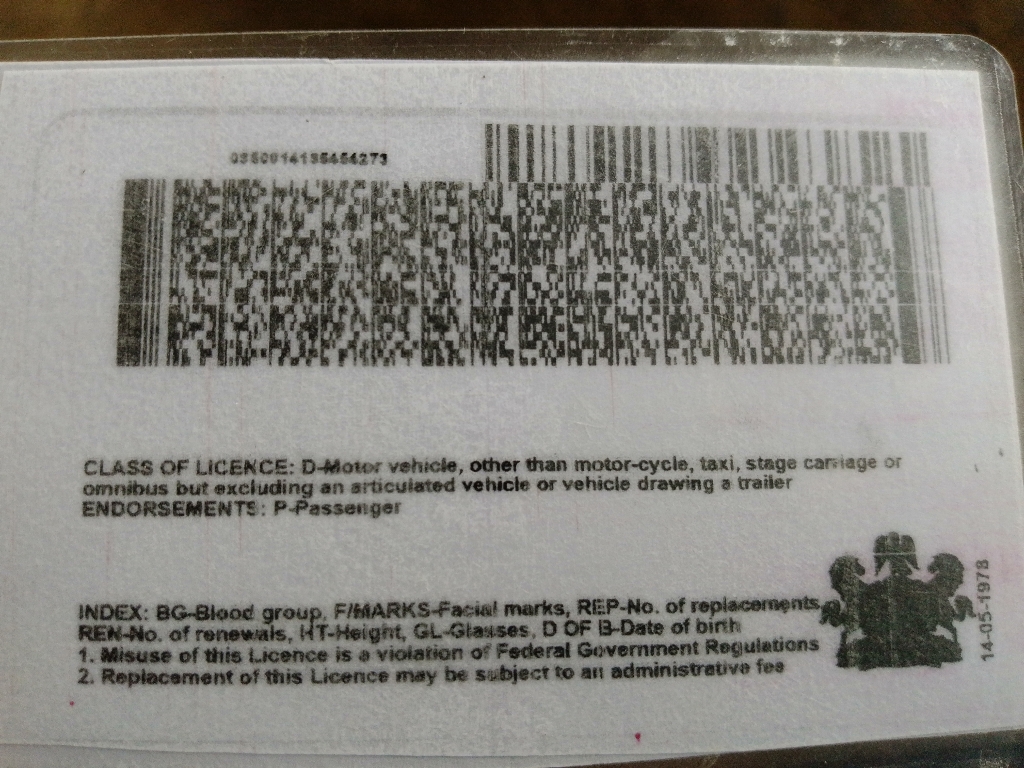 0350014135454273
CLASS OF LICENCE: D-Motor vehicle, other than motor-cycle, taxi, stage carriage or
omnibus but excluding an articulated vehicle or vehicle drawing a trailer
ENDORSEMENTS: P-Passenger
INDEX: BG-Blood group, F/MARKS-Facial marks, REP-No. of replacements
REN-No. of renewals, HT-Height, GL-Glasses, D OF B-Date of birth
1. Misuse of this Licence is a violation of Federal Government Regulations
2. Replacement of this Licence may be subject to an administrative fee
14-05-1978